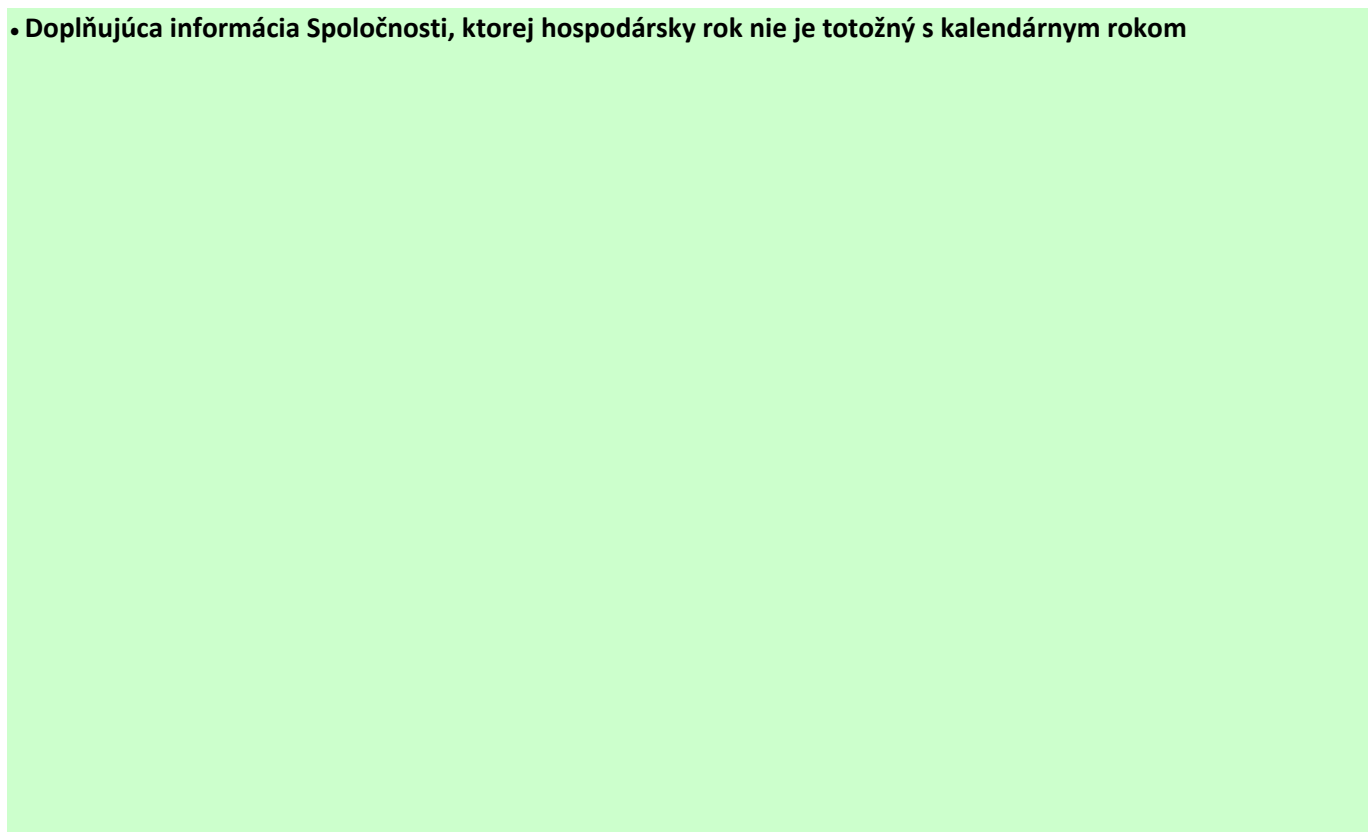 • Doplňujúca informácia Spoločnosti, ktorej hospodársky rok nie je totožný s kalendárnym rokom